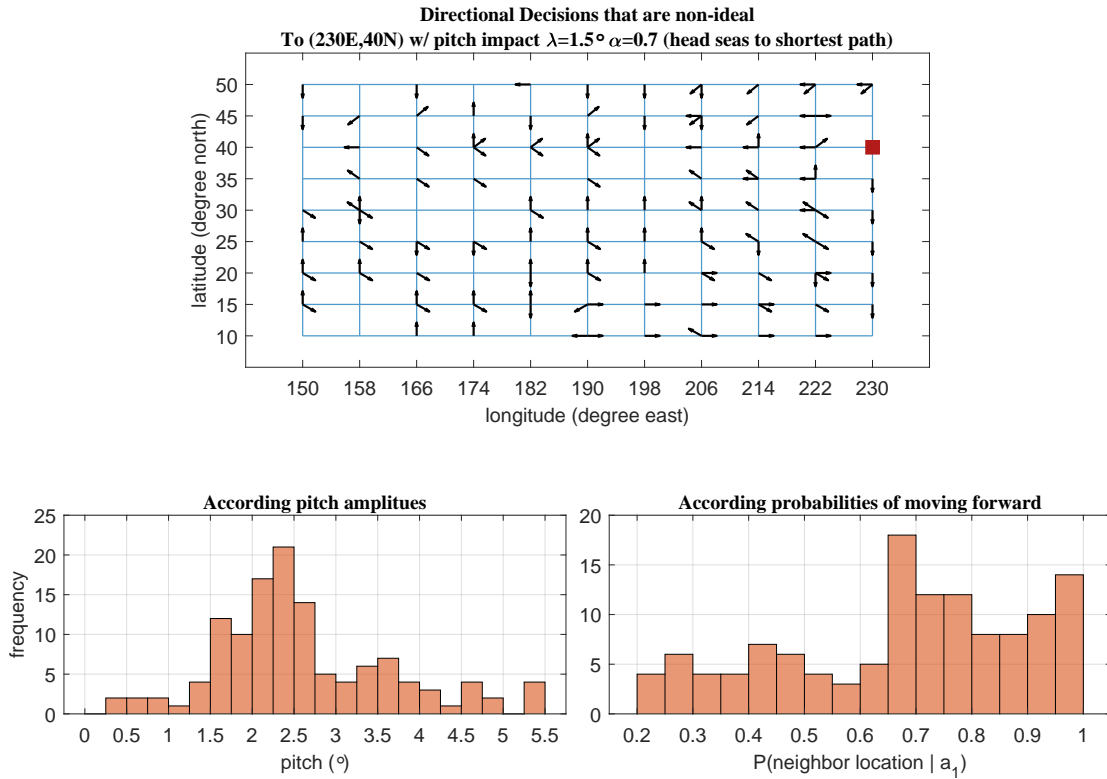 Directional Decisions that are non-ideal
To (230E,40N) w/ pitch impact λ=1.5° α=0.7 (head seas to shortest path)
50
45
40
35
30
25
20
15
10
latitude (degree north)
150 158 166 174 182 190 198 206 214 222 230
longitude (degree east)
According pitch amplitues
25
20
15
10
5
0
frequency
0 0.5 1 1.5 2 2.5 3 3.5 4 4.5 5 5.5
pitch (°)
According probabilities of moving forward
20
15
10
5
0
0.2 0.3 0.4 0.5 0.6 0.7 0.8 0.9 1
P(neighbor location | a₁)